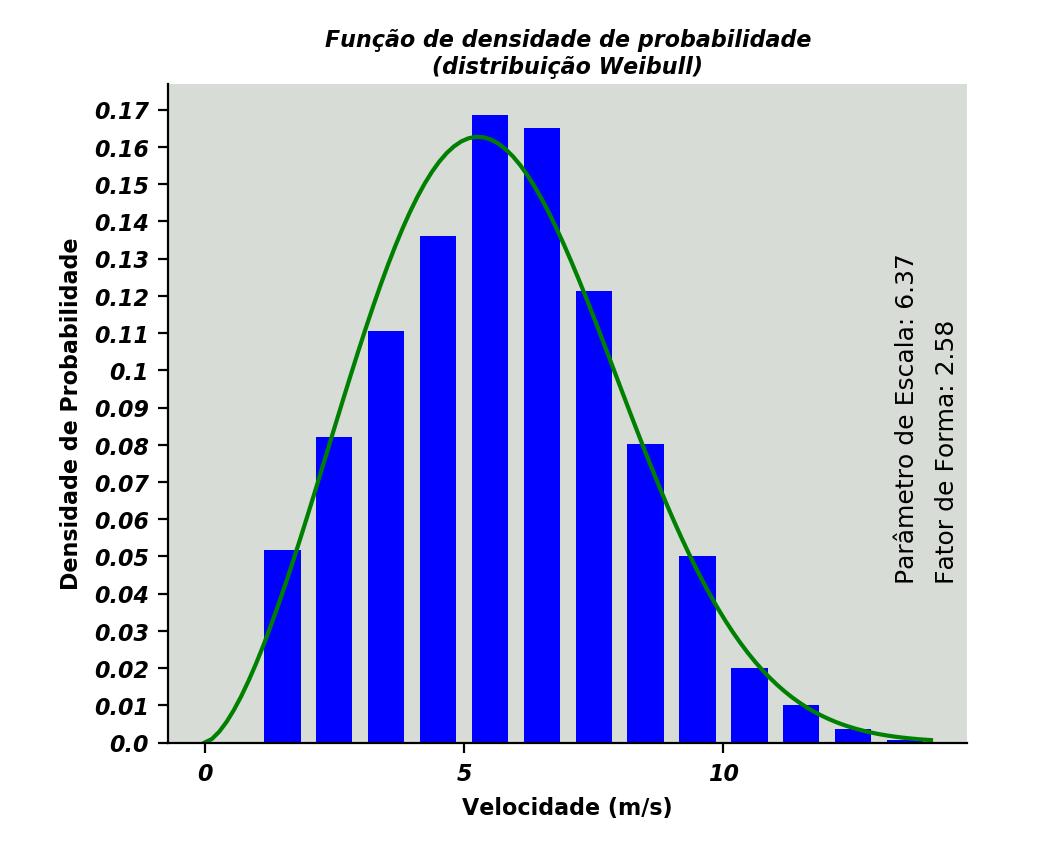 Função de densidade de probabilidade
(distribuição Weibull)
Densidade de Probabilidade
0.17
0.16
0.15
0.14
0.13
0.12
0.11
0.1
0.09
0.08
0.07
0.06
0.05
0.04
0.03
0.02
0.01
0.0
Parâmetro de Escala: 6.37
Fator de Forma: 2.58
0 5 10
Velocidade (m/s)